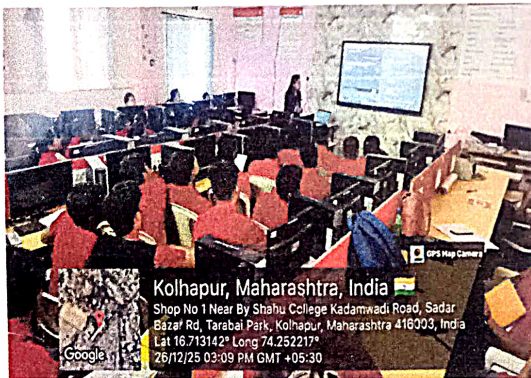 GPS Map Camera
Kolhapur, Maharashtra, India
Shop No 1 Near By Shahu College Kadamwadi Road, Sadar
Bazar Rd, Tarabai Park, Kolhapur, Maharashtra 416003, India
Lat 16.713142° Long 74.252217°
26/12/25 03:09 PM GMT +05:30
Google